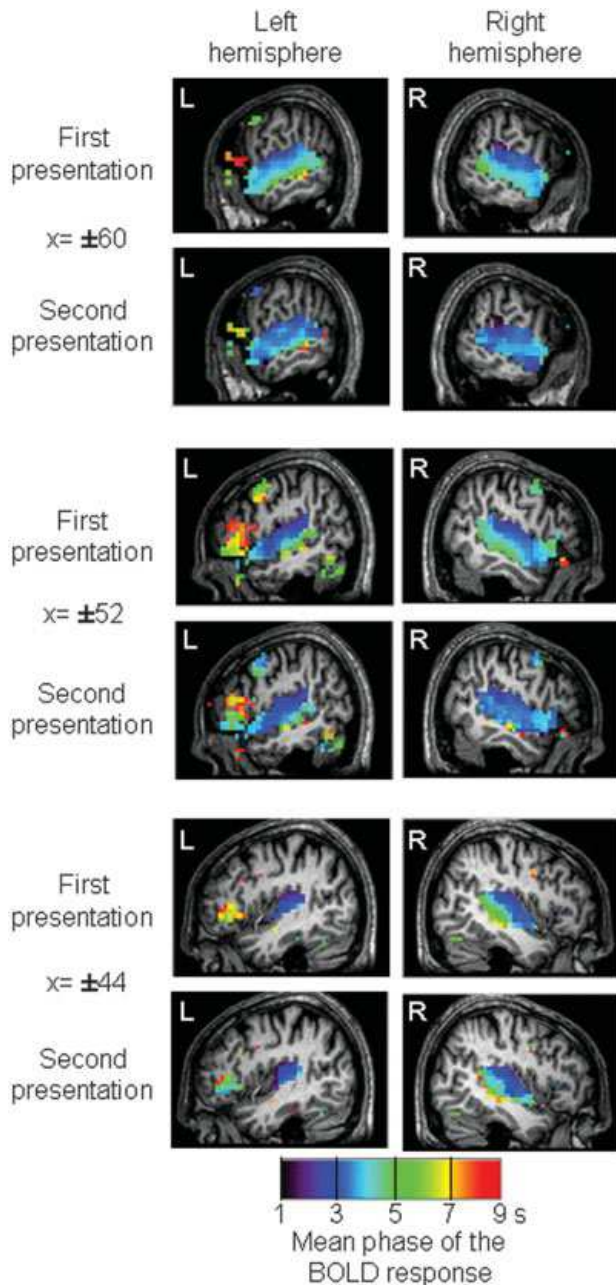 Left hemisphere
Right hemisphere
First presentation
L
R
x= ±60
Second presentation
L
R
First presentation
L
R
x= ±52
Second presentation
L
R
First presentation
L
R
x= ±44
Second presentation
L
R
1 3 5 7 9 s
Mean phase of the
BOLD response